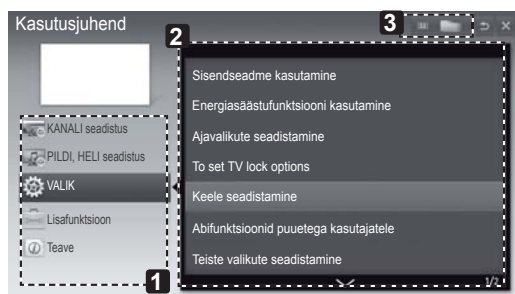 Kasutusjuhend
3
2
Sisendseadme kasutamine
Energiasäästufunktsiooni kasutamine
Ajavalikute seadistamine
To set TV lock options
Keele seadistamine
Abifunktsioonid puuetega kasutajatele
Teiste valikute seadistamine
1/2
KANALI seadistus
PILDI, HELI seadistus
VALIK
Lisafunktsioon
Teave
1